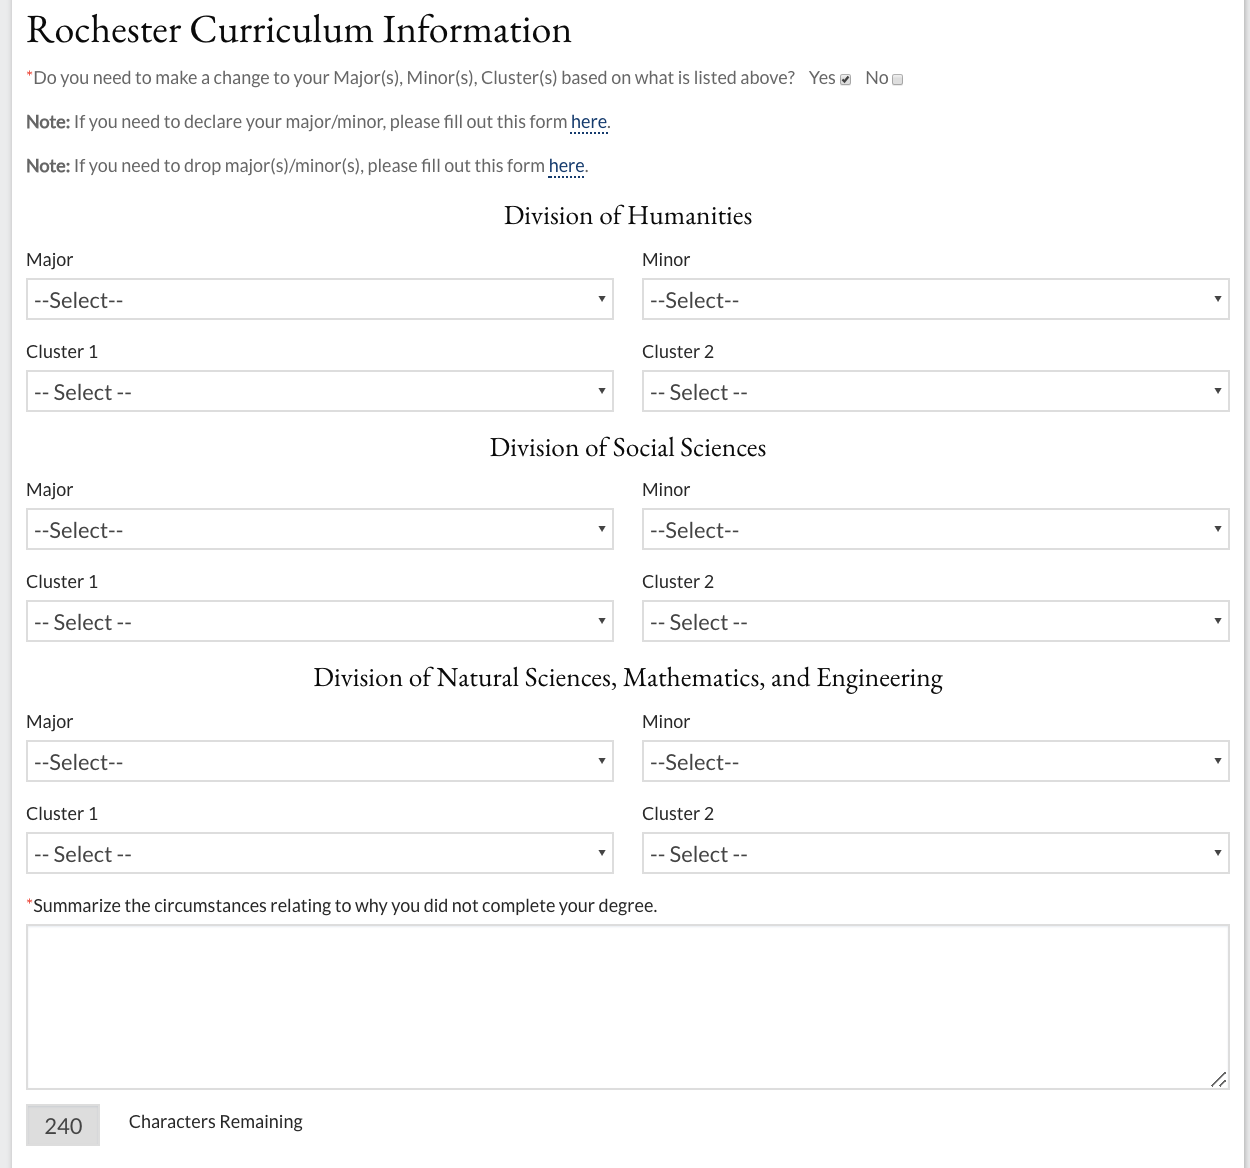 Rochester Curriculum Information
*Do you need to make a change to your Major(s), Minor(s), Cluster(s) based on what is listed above? Yes No
Note: If you need to declare your major/minor, please fill out this form here.
Note: If you need to drop major(s)/minor(s), please fill out this form here.
Division of Humanities
Major Minor
--Select-- --Select--
Cluster 1 Cluster 2
-- Select -- -- Select --
Division of Social Sciences
Major Minor
--Select-- --Select--
Cluster 1 Cluster 2
-- Select -- -- Select --
Division of Natural Sciences, Mathematics, and Engineering
Major Minor
--Select-- --Select--
Cluster 1 Cluster 2
-- Select -- -- Select --
*Summarize the circumstances relating to why you did not complete your degree.
240 Characters Remaining